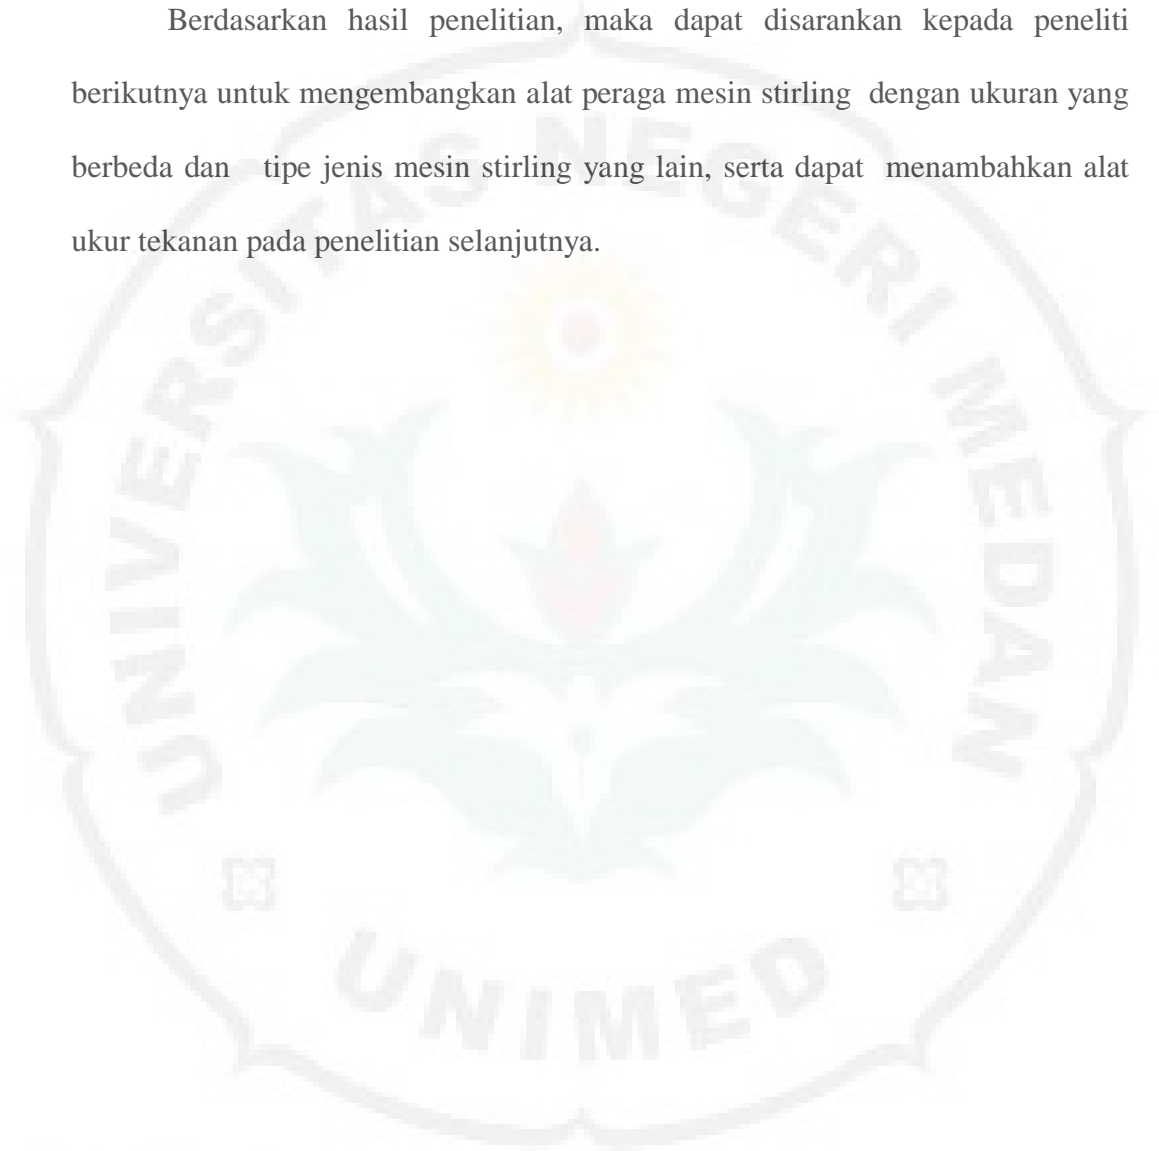 Berdasarkan hasil penelitian, maka dapat disarankan kepada peneliti
berikutnya untuk mengembangkan alat peraga mesin stirling dengan ukuran yang
berbeda dan tipe jenis mesin stirling yang lain, serta dapat menambahkan alat
ukur tekanan pada penelitian selanjutnya.
UNIVERSITAS NEGERI MEDAN
UNIMED